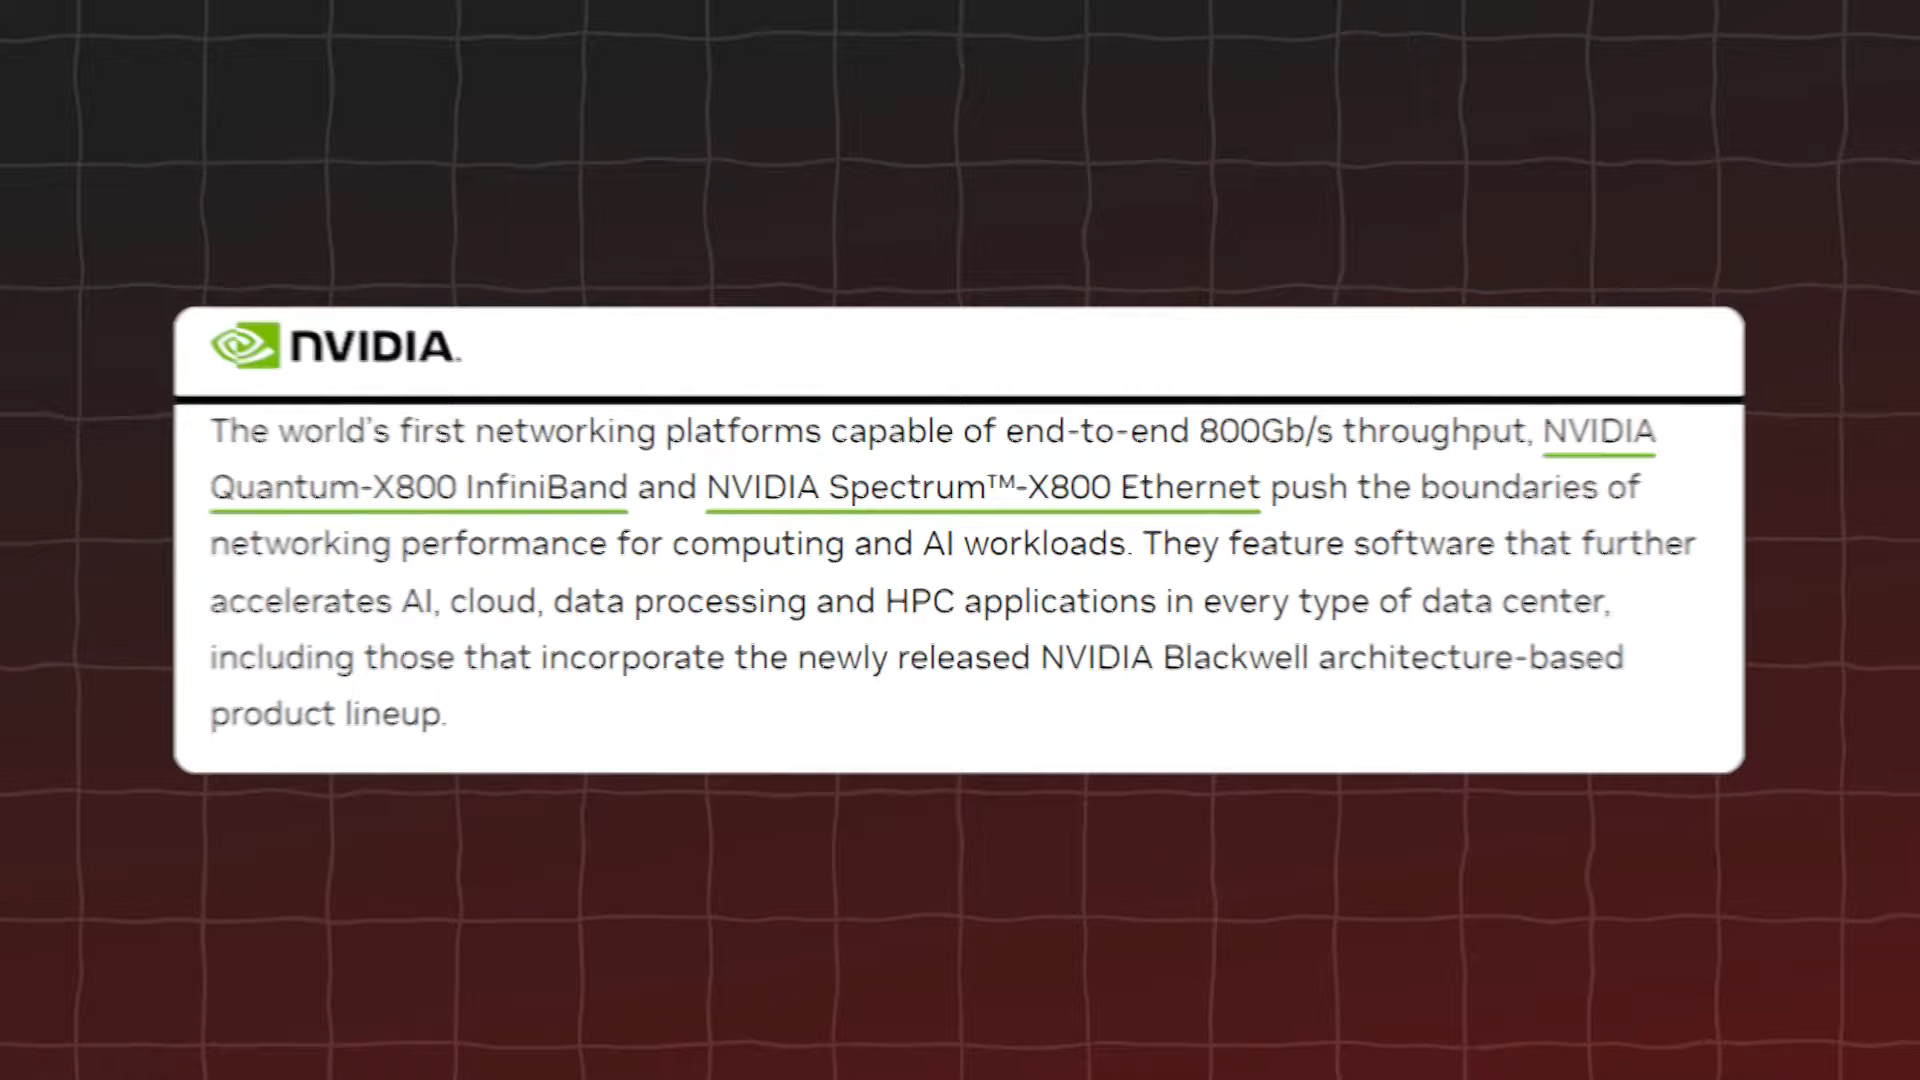 NVIDIA.
The world's first networking platforms capable of end-to-end 800Gb/s throughput, NVIDIA
Quantum-X800 InfiniBand and NVIDIA Spectrum™-X800 Ethernet push the boundaries of
networking performance for computing and AI workloads. They feature software that further
accelerates AI, cloud, data processing and HPC applications in every type of data center,
including those that incorporate the newly released NVIDIA Blackwell architecture-based
product lineup.